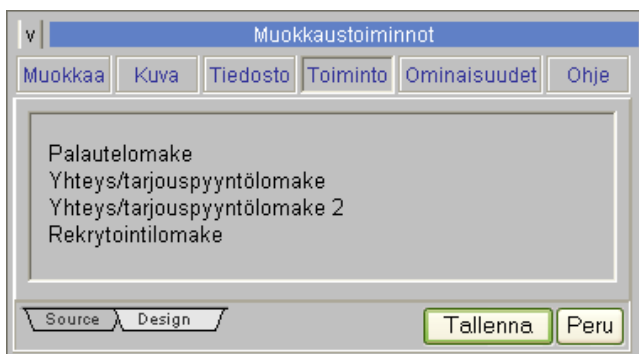 v Muokkaustoiminnot
Muokkaa Kuva Tiedosto Toiminto Ominaisuudet Ohje
Palautelomake
Yhteys/tarjouspyyntölomake
Yhteys/tarjouspyyntölomake 2
Rekrytointilomake
Source Design Tallenna Peru